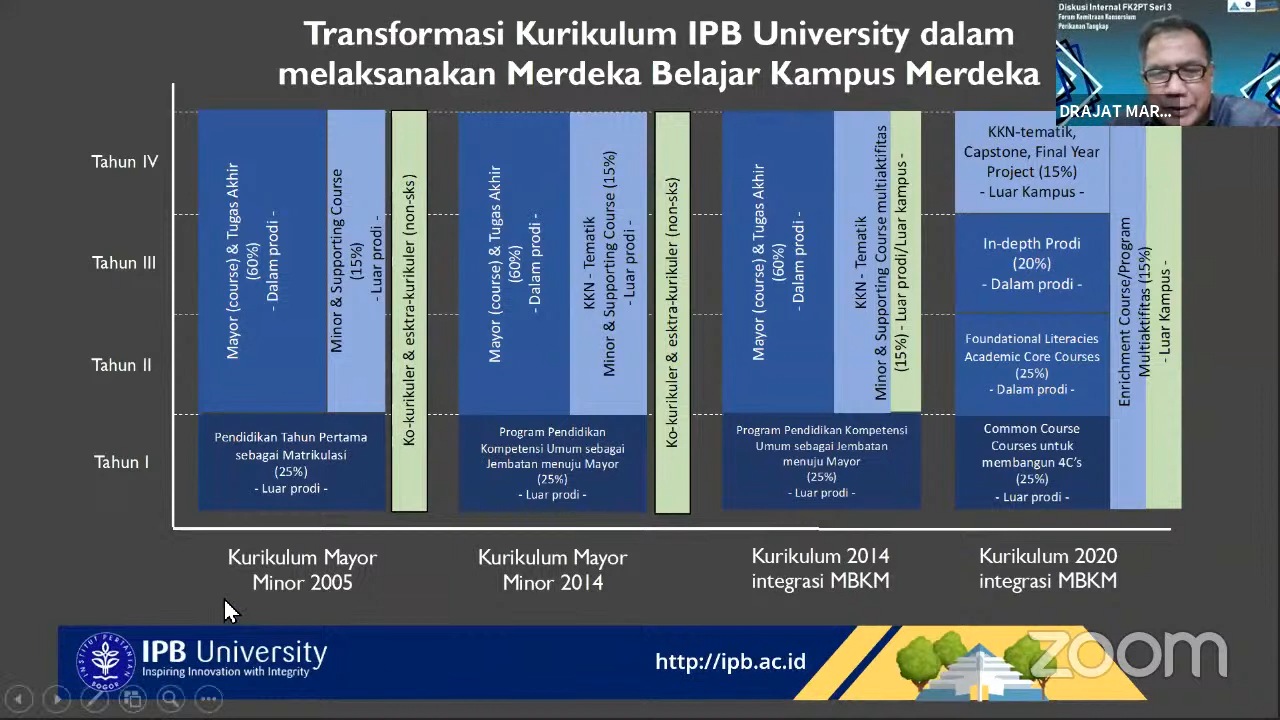 Transformasi Kurikulum IPB University dalam
melaksanakan Merdeka Belajar Kampus Merdeka
Diskusi Internal FK2PT Seri 3
Forum Kemitraan Konsorsium
Perikanan Tangkap
DRAJAT MAR...
Tahun IV
Tahun III
Tahun II
Tahun I
Mayor (course) & Tugas Akhir
(60%)
- Dalam prodi -
Minor & Supporting Course
(15%)
- Luar prodi -
Ko-kurikuler & esktra-kurikuler (non-sks)
Pendidikan Tahun Pertama
sebagai Matrikulasi
(25%)
- Luar prodi -
Mayor (course) & Tugas Akhir
(60%)
- Dalam prodi -
KKN - Tematik
Minor & Supporting Course (15%)
- Luar prodi -
Ko-kurikuler & esktra-kurikuler (non-sks)
Program Pendidikan
Kompetensi Umum sebagai
Jembatan menuju Mayor
(25%)
- Luar prodi -
Mayor (course) & Tugas Akhir
(60%)
- Dalam prodi -
KKN - Tematik
Minor & Supporting Course multiaktifitas
(15%) - Luar prodi/Luar kampus -
Program Pendidikan Kompetensi
Umum sebagai Jembatan
menuju Mayor
(25%)
- Luar prodi -
KKN-tematik,
Capstone, Final Year
Project (15%)
- Luar Kampus -
In-depth Prodi
(20%)
- Dalam prodi -
Foundational Literacies
Academic Core Courses
(25%)
- Dalam prodi -
Common Course
Courses untuk
membangun 4C's
(25%)
- Luar prodi -
Enrichment Course/Program
Multiaktifitas (15%)
- Luar Kampus -
Kurikulum Mayor
Minor 2005
Kurikulum Mayor
Minor 2014
Kurikulum 2014
integrasi MBKM
Kurikulum 2020
integrasi MBKM
INSTITUT PERTANIAN
BOGOR
IPB University
Inspiring Innovation with Integrity
http://ipb.ac.id
zoom